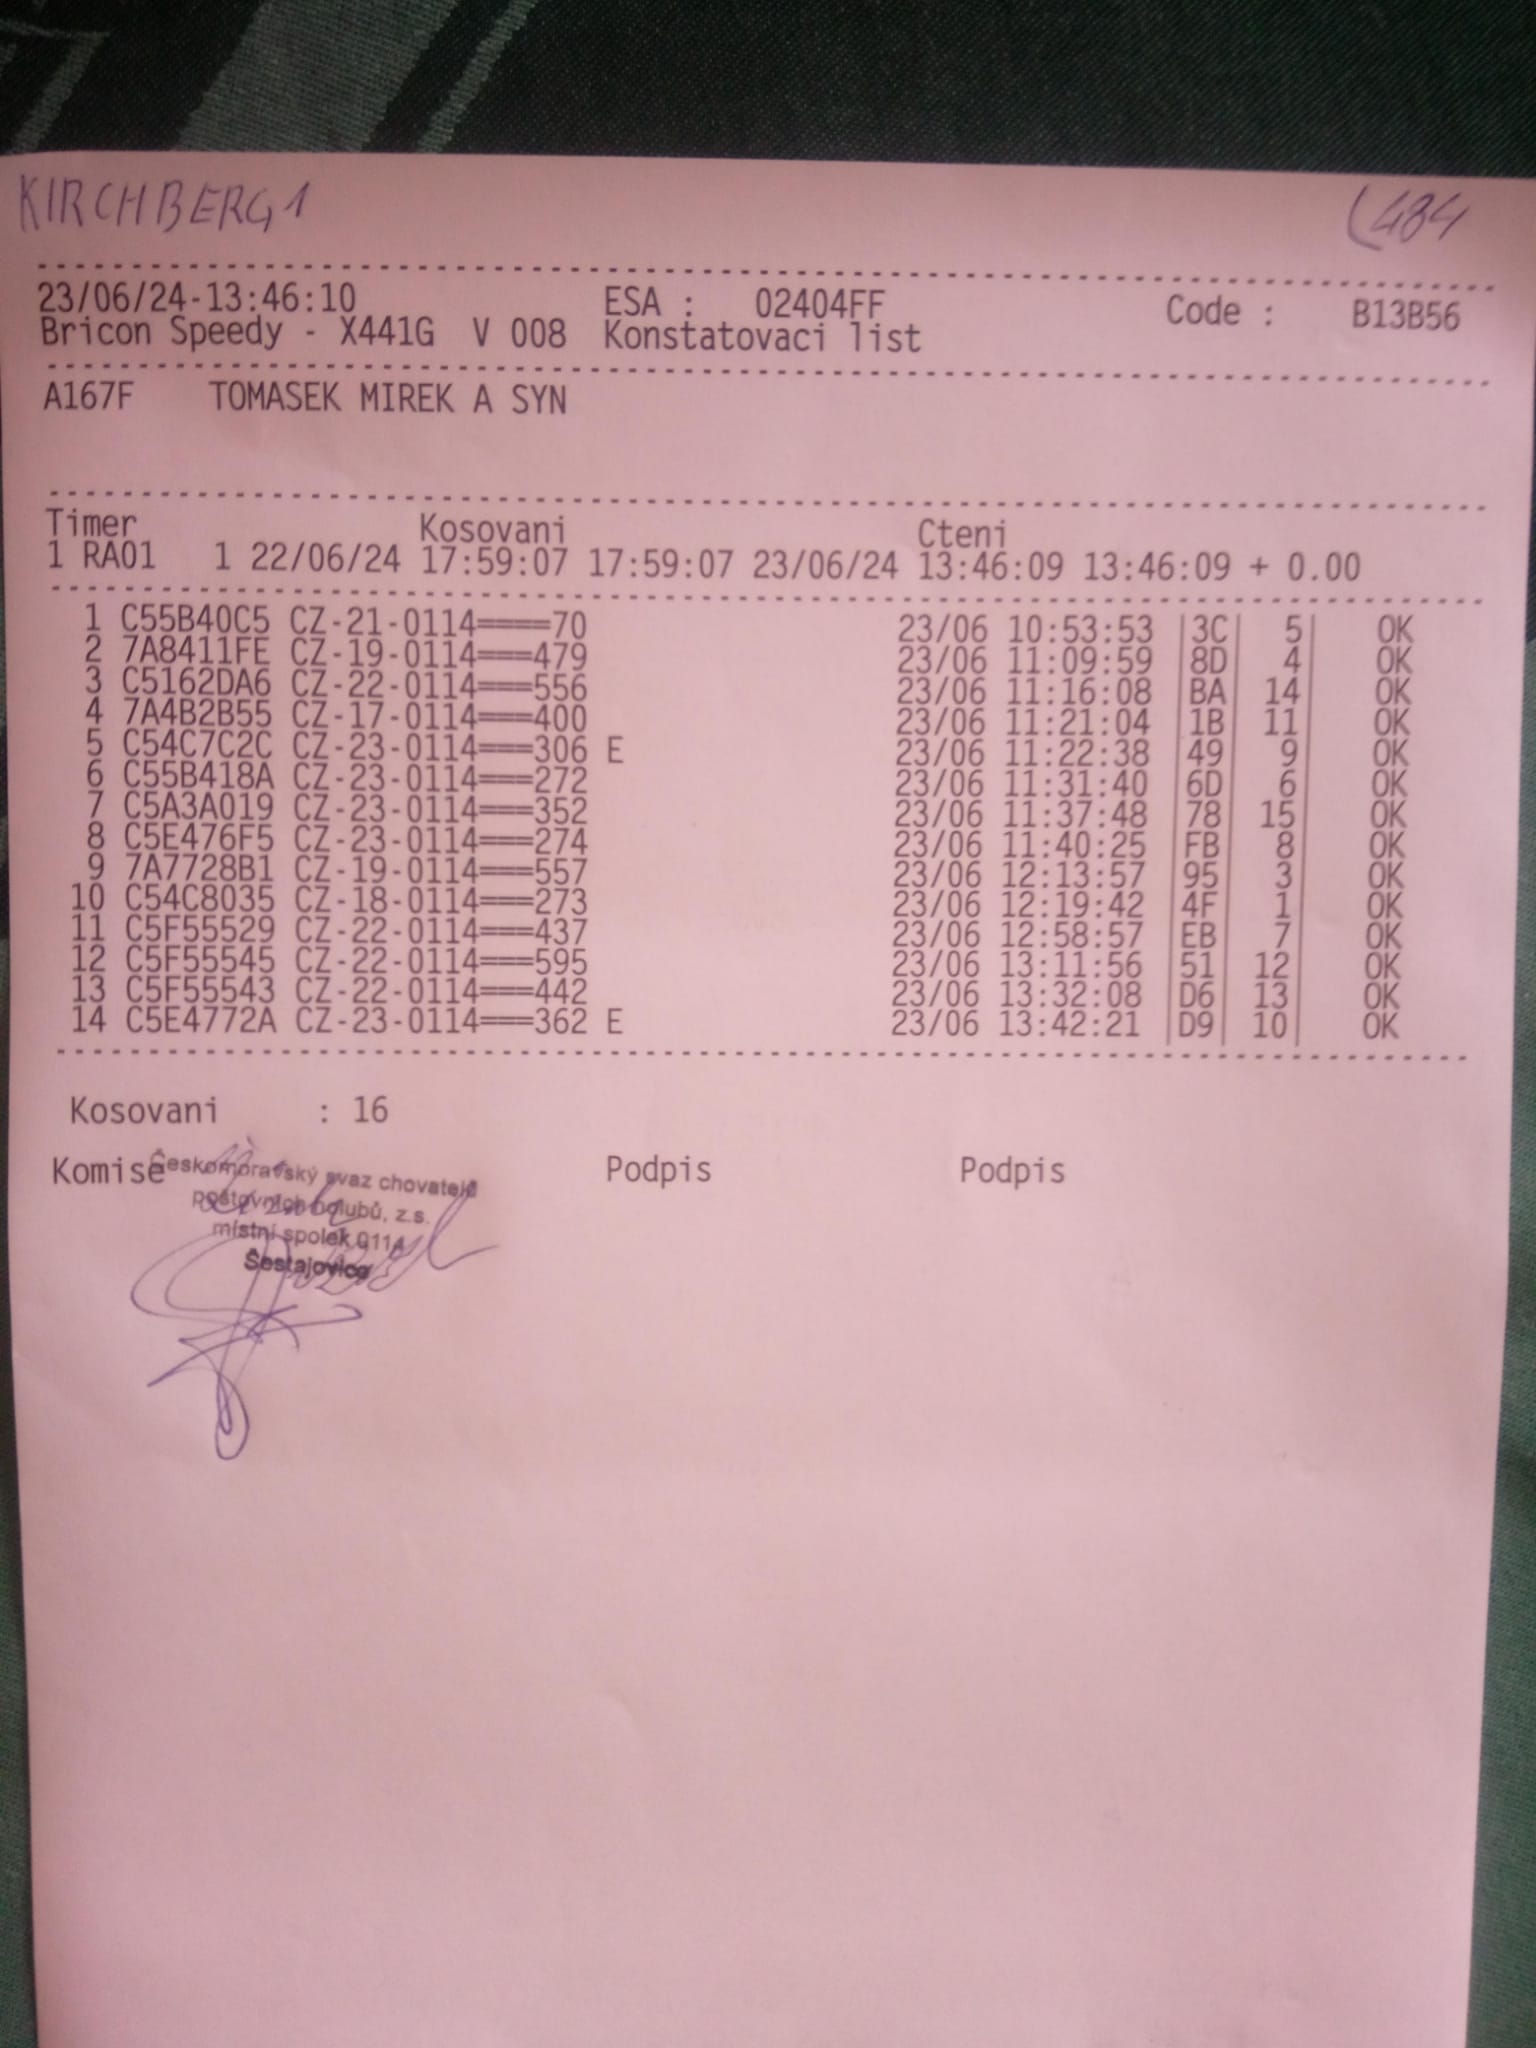 KIRCHBERG 1 484
23/06/24-13:46:10 ESA : 02404FF Code : B13B56
Bricon Speedy - X441G V 008 Konstatovaci list
A167F TOMASEK MIREK A SYN
Timer Kosovani Cteni
1 RA01 1 22/06/24 17:59:07 17:59:07 23/06/24 13:46:09 13:46:09 + 0.00
1 C55B40C5 CZ-21-0114====70 23/06 10:53:53 |3C| 5| OK
2 7A8411FE CZ-19-0114===479 23/06 11:09:59 |8D| 4| OK
3 C5162DA6 CZ-22-0114===556 23/06 11:16:08 |BA| 14| OK
4 7A4B2B55 CZ-17-0114===400 23/06 11:21:04 |1B| 11| OK
5 C54C7C2C CZ-23-0114===306 E 23/06 11:22:38 |49| 9| OK
6 C55B418A CZ-23-0114===272 23/06 11:31:40 |6D| 6| OK
7 C5A3A019 CZ-23-0114===352 23/06 11:37:48 |78| 15| OK
8 C5E476F5 CZ-23-0114===274 23/06 11:40:25 |FB| 8| OK
9 7A7728B1 CZ-19-0114===557 23/06 12:13:57 |95| 3| OK
10 C54C8035 CZ-18-0114===273 23/06 12:19:42 |4F| 1| OK
11 C5F55529 CZ-22-0114===437 23/06 12:58:57 |EB| 7| OK
12 C5F55545 CZ-22-0114===595 23/06 13:11:56 |51| 12| OK
13 C5F55543 CZ-22-0114===442 23/06 13:32:08 |D6| 13| OK
14 C5E4772A CZ-23-0114===362 E 23/06 13:42:21 |D9| 10| OK
Kosovani : 16
Komise Podpis Podpis
Českomoravský svaz chovatelů
poštovních holubů, z.s.
místní spolek 0114
Šestajovice